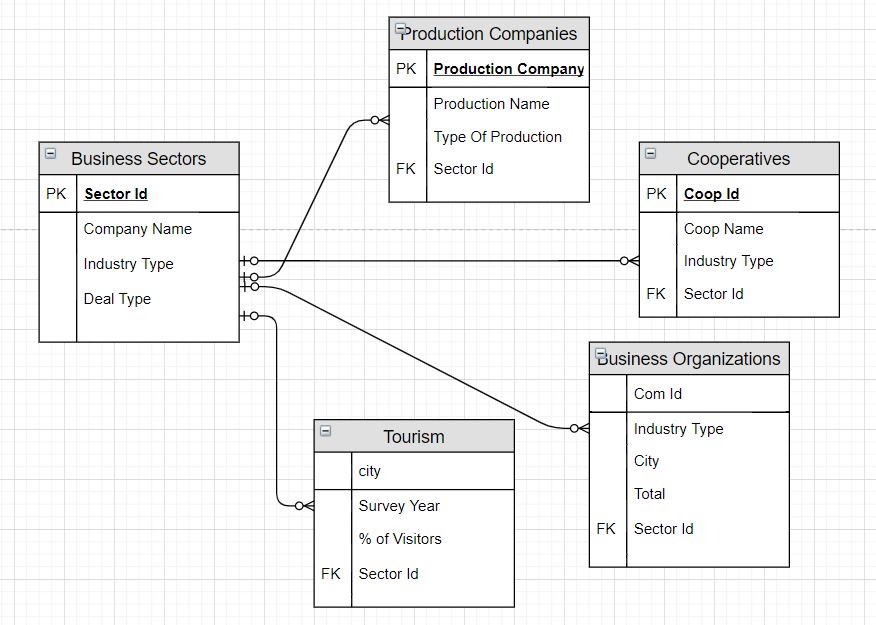 Production Companies
PK Production Company
Production Name
Type Of Production
FK Sector Id
Business Sectors
PK Sector Id
Company Name
Industry Type
Deal Type
Cooperatives
PK Coop Id
Coop Name
Industry Type
FK Sector Id
Business Organizations
Com Id
Industry Type
City
Total
FK Sector Id
Tourism
city
Survey Year
% of Visitors
FK Sector Id